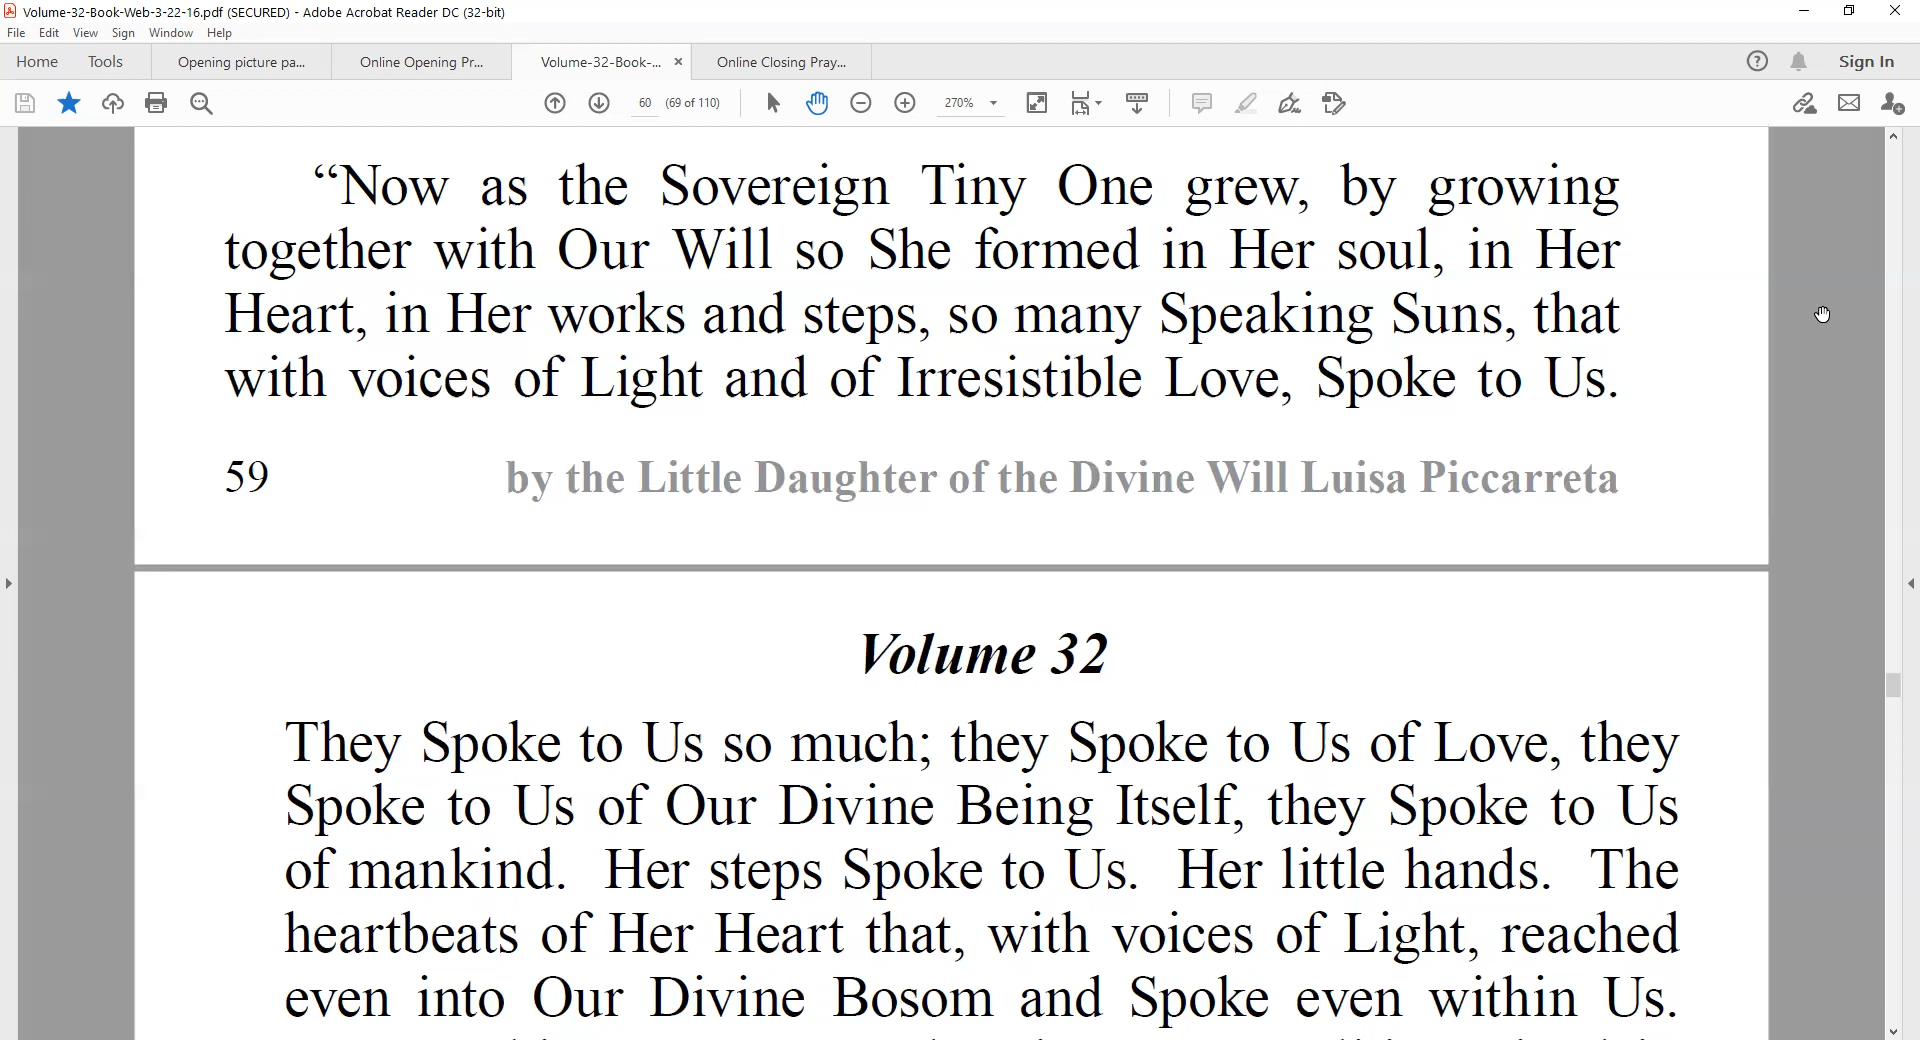 Volume-32-Book-Web-3-22-16.pdf (SECURED) - Adobe Acrobat Reader DC (32-bit)
File Edit View Sign Window Help
Home Tools Opening picture pa... Online Opening Pr... Volume-32-Book-... × Online Closing Pray... Sign In
60 (69 of 110) 270%
“Now as the Sovereign Tiny One grew, by growing
together with Our Will so She formed in Her soul, in Her
Heart, in Her works and steps, so many Speaking Suns, that
with voices of Light and of Irresistible Love, Spoke to Us.
59 by the Little Daughter of the Divine Will Luisa Piccarreta
Volume 32
They Spoke to Us so much; they Spoke to Us of Love, they
Spoke to Us of Our Divine Being Itself, they Spoke to Us
of mankind. Her steps Spoke to Us. Her little hands. The
heartbeats of Her Heart that, with voices of Light, reached
even into Our Divine Bosom and Spoke even within Us.